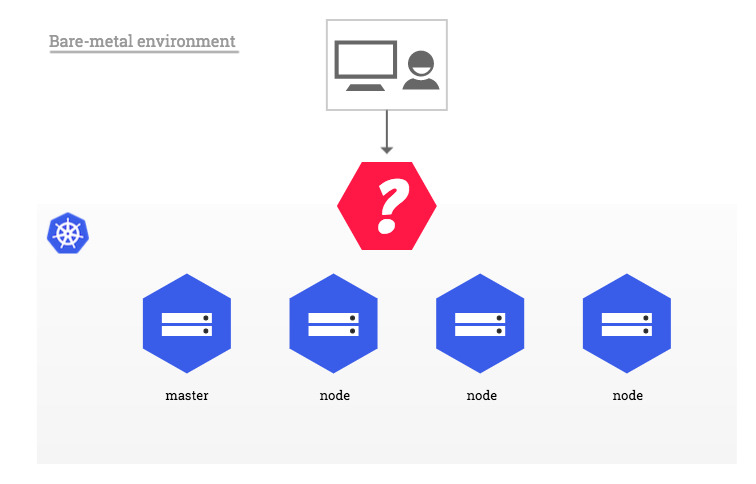 Bare-metal environment
?
master
node
node
node